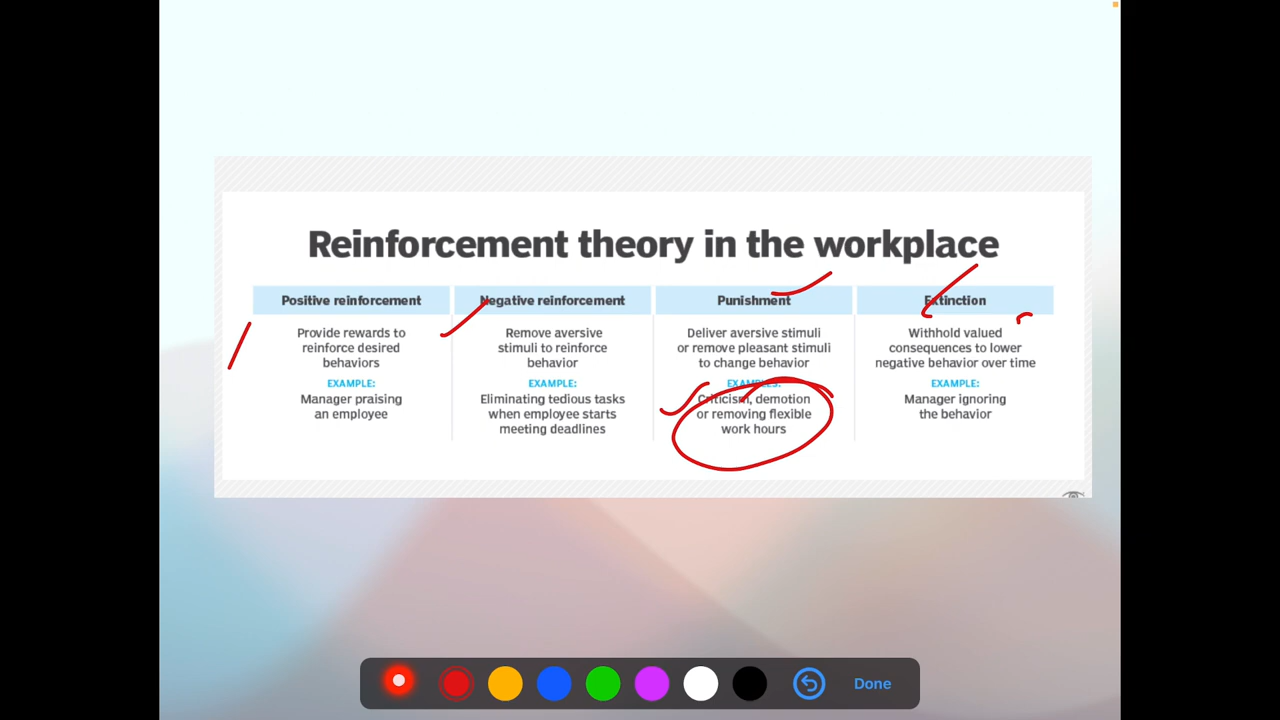 Reinforcement theory in the workplace
Positive reinforcement
Provide rewards to
reinforce desired
behaviors
EXAMPLE:
Manager praising
an employee
Negative reinforcement
Remove aversive
stimuli to reinforce
behavior
EXAMPLE:
Eliminating tedious tasks
when employee starts
meeting deadlines
Punishment
Deliver aversive stimuli
or remove pleasant stimuli
to change behavior
EXAMPLES:
Criticism, demotion
or removing flexible
work hours
Extinction
Withhold valued
consequences to lower
negative behavior over time
EXAMPLE:
Manager ignoring
the behavior
Done